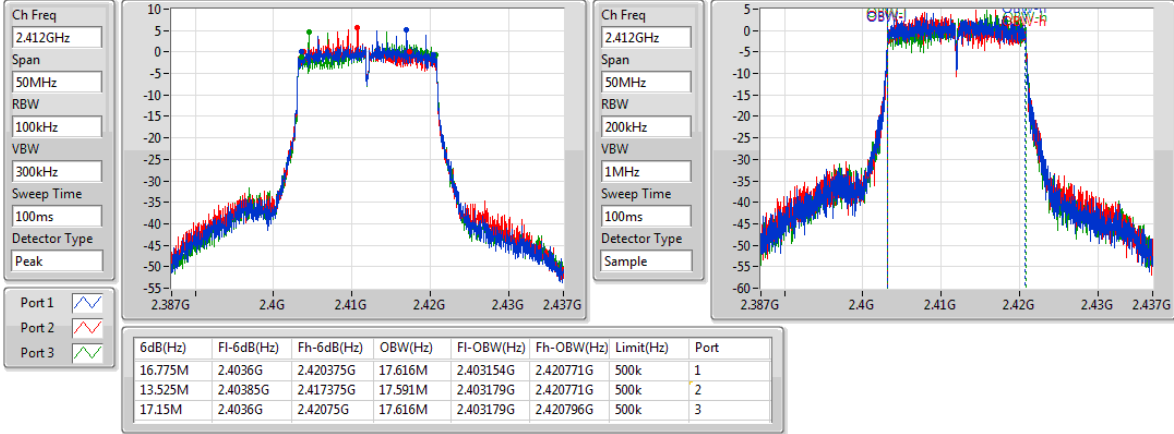 Ch Freq
2.412GHz
Span
50MHz
RBW
100kHz
VBW
300kHz
Sweep Time
100ms
Detector Type
Peak
10
5
0
-5
-10
-15
-20
-25
-30
-35
-40
-45
-50
-55
2.387G 2.4G 2.41G 2.42G 2.43G 2.437G
Ch Freq
2.412GHz
Span
50MHz
RBW
200kHz
VBW
1MHz
Sweep Time
100ms
Detector Type
Sample
5
0
-5
-10
-15
-20
-25
-30
-35
-40
-45
-50
-55
-60
OBW-l OBW-h
2.387G 2.4G 2.41G 2.42G 2.43G 2.437G
Port 1
Port 2
Port 3
6dB(Hz) Fl-6dB(Hz) Fh-6dB(Hz) OBW(Hz) Fl-OBW(Hz) Fh-OBW(Hz) Limit(Hz) Port
16.775M 2.4036G 2.420375G 17.616M 2.403154G 2.420771G 500k 1
13.525M 2.40385G 2.417375G 17.591M 2.403179G 2.420771G 500k 2
17.15M 2.4036G 2.42075G 17.616M 2.403179G 2.420796G 500k 3